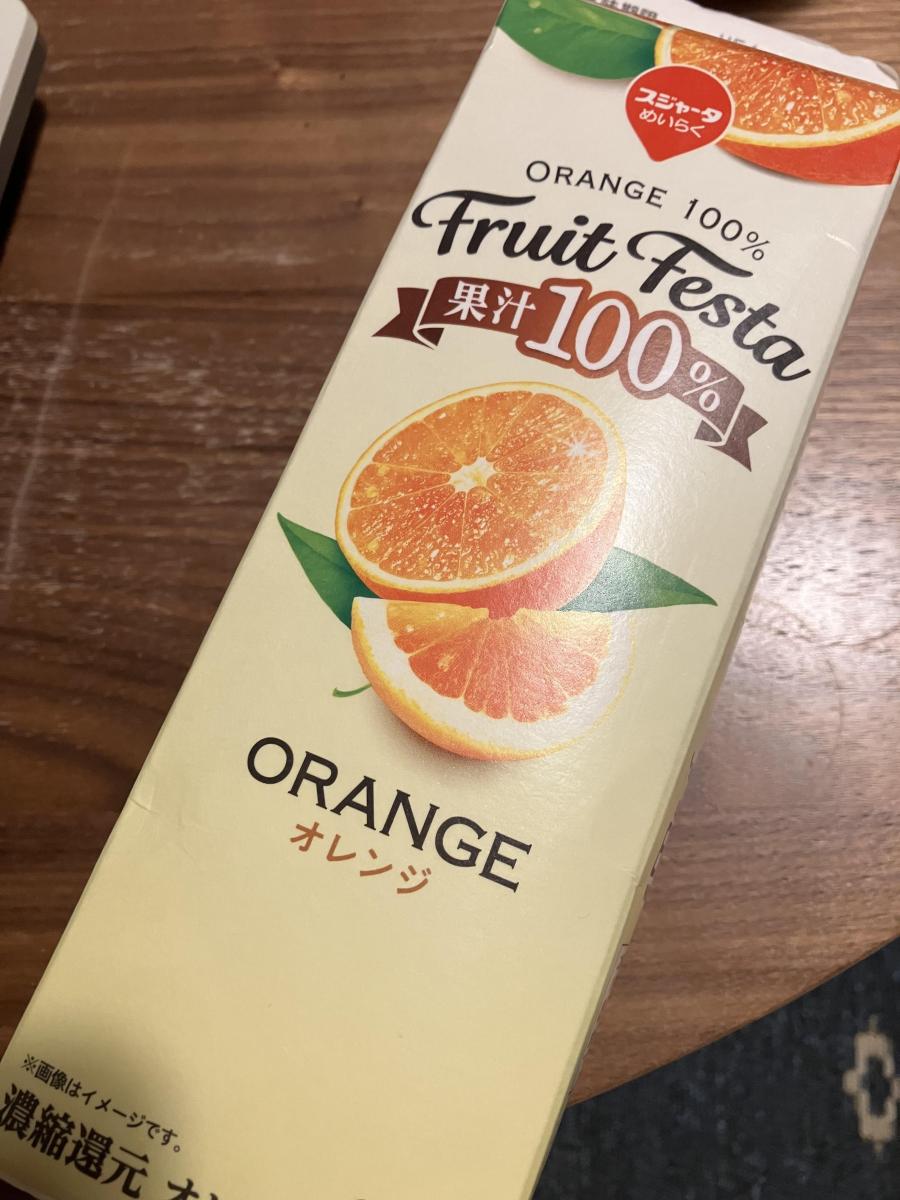 スジャータ
めいらく
ORANGE 100%
Fruit Festa
果汁100%
ORANGE
オレンジ
※画像はイメージです。
濃縮還元